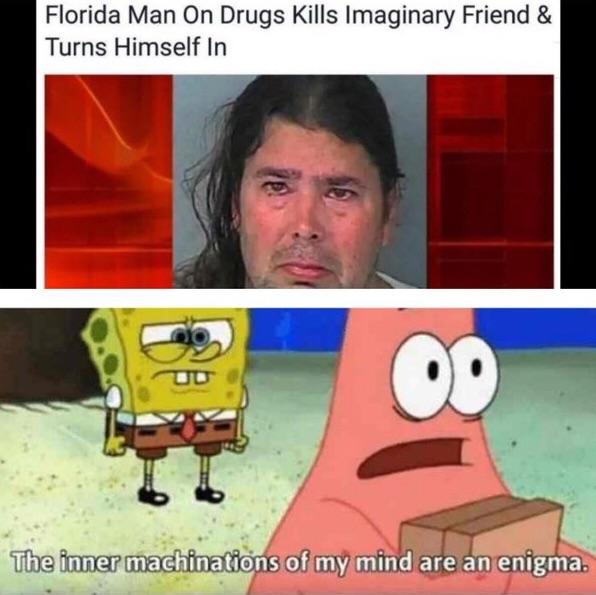 Florida Man On Drugs Kills Imaginary Friend &
Turns Himself In
The inner machinations of my mind are an enigma.